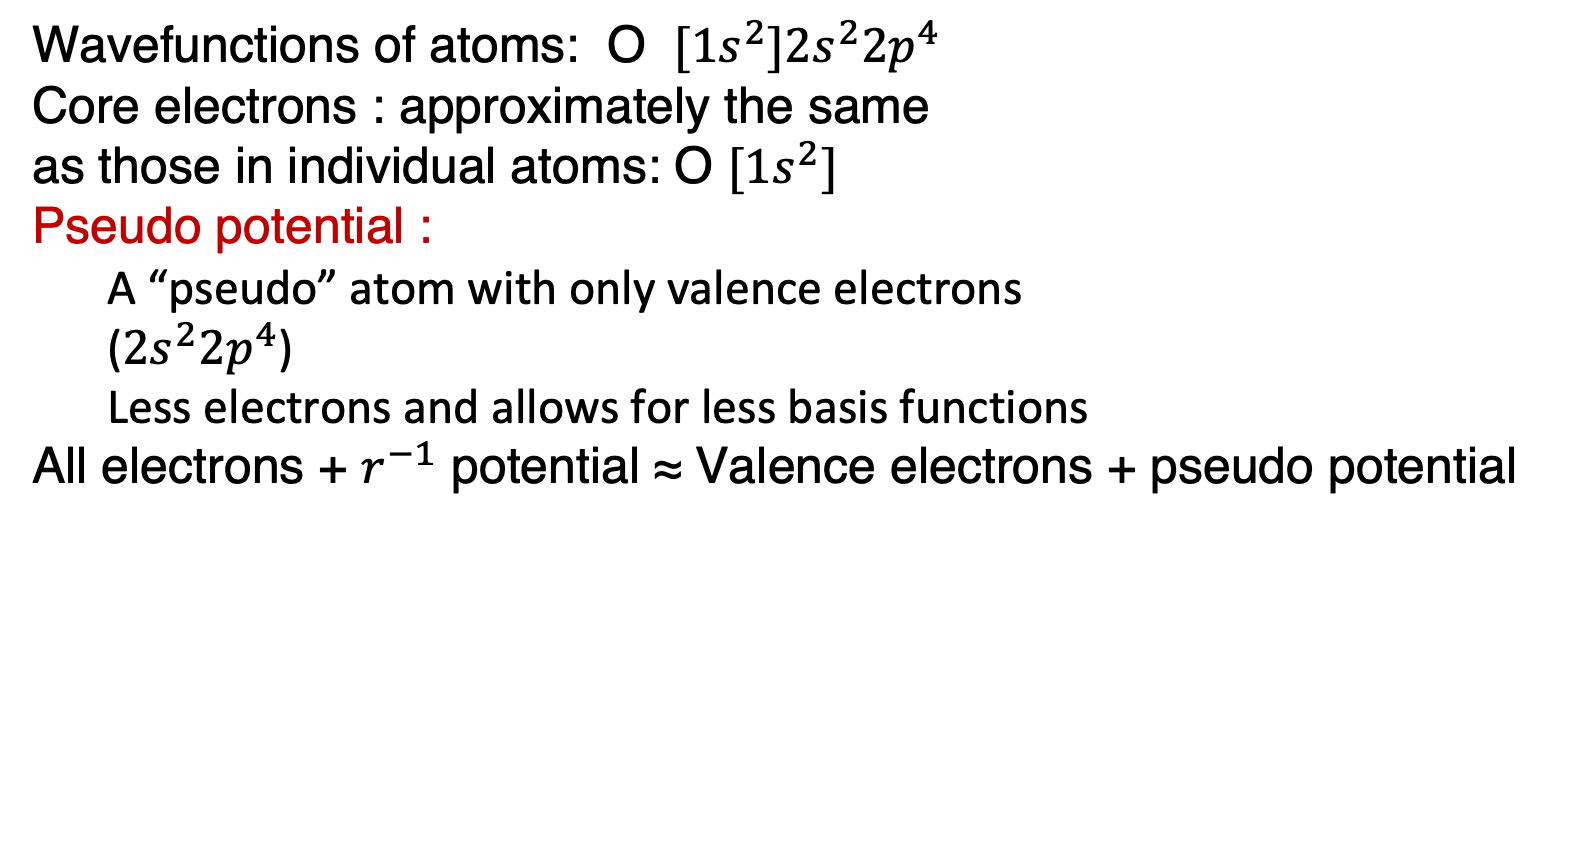 Wavefunctions of atoms: O [1s²]2s²2p⁴
Core electrons : approximately the same
as those in individual atoms: O [1s²]
Pseudo potential :
A “pseudo” atom with only valence electrons
(2s²2p⁴)
Less electrons and allows for less basis functions
All electrons + r⁻¹ potential ≈ Valence electrons + pseudo potential